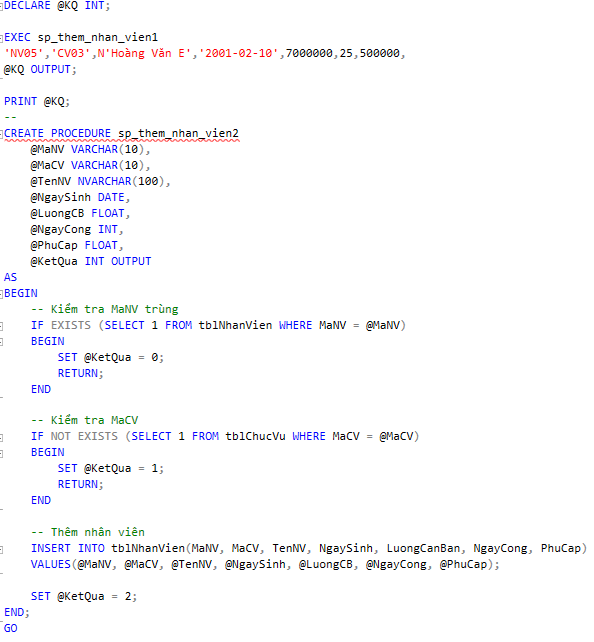 DECLARE @KQ INT;
EXEC sp_them_nhan_vien1
'NV05','CV03',N'Hoàng Văn E','2001-02-10',7000000,25,500000,
@KQ OUTPUT;
PRINT @KQ;
--
CREATE PROCEDURE sp_them_nhan_vien2
@MaNV VARCHAR(10),
@MaCV VARCHAR(10),
@TenNV NVARCHAR(100),
@NgaySinh DATE,
@LuongCB FLOAT,
@NgayCong INT,
@PhuCap FLOAT,
@KetQua INT OUTPUT
AS
BEGIN
-- Kiểm tra MaNV trùng
IF EXISTS (SELECT 1 FROM tblNhanVien WHERE MaNV = @MaNV)
BEGIN
SET @KetQua = 0;
RETURN;
END
-- Kiểm tra MaCV
IF NOT EXISTS (SELECT 1 FROM tblChucVu WHERE MaCV = @MaCV)
BEGIN
SET @KetQua = 1;
RETURN;
END
-- Thêm nhân viên
INSERT INTO tblNhanVien(MaNV, MaCV, TenNV, NgaySinh, LuongCanBan, NgayCong, PhuCap)
VALUES(@MaNV, @MaCV, @TenNV, @NgaySinh, @LuongCB, @NgayCong, @PhuCap);
SET @KetQua = 2;
END;
GO